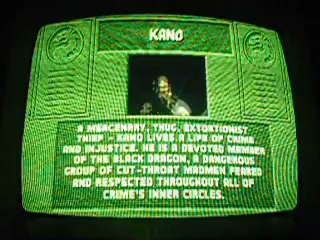 KANO
A MERCENARY, THUG, EXTORTIONIST
THIEF - KANO LIVES A LIFE OF CRIME
AND INJUSTICE. HE IS A DEVOTED MEMBER
OF THE BLACK DRAGON, A DANGEROUS
GROUP OF CUT-THROAT MADMEN FEARED
AND RESPECTED THROUGHOUT ALL OF
CRIME'S INNER CIRCLES.